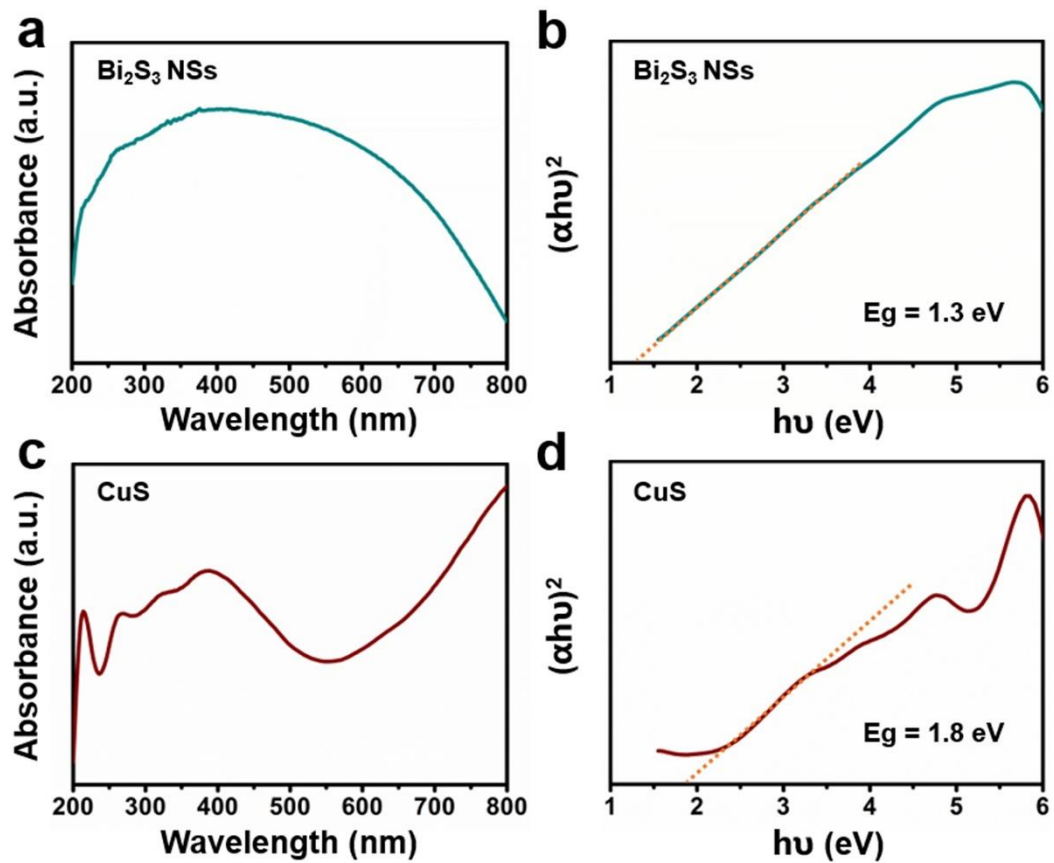 a
Bi₂S₃ NSs
Absorbance (a.u.)
200 300 400 500 600 700 800
Wavelength (nm)
b
Bi₂S₃ NSs
(αhυ)²
Eg = 1.3 eV
1 2 3 4 5 6
hυ (eV)
c
CuS
Absorbance (a.u.)
200 300 400 500 600 700 800
Wavelength (nm)
d
CuS
(αhυ)²
Eg = 1.8 eV
1 2 3 4 5 6
hυ (eV)